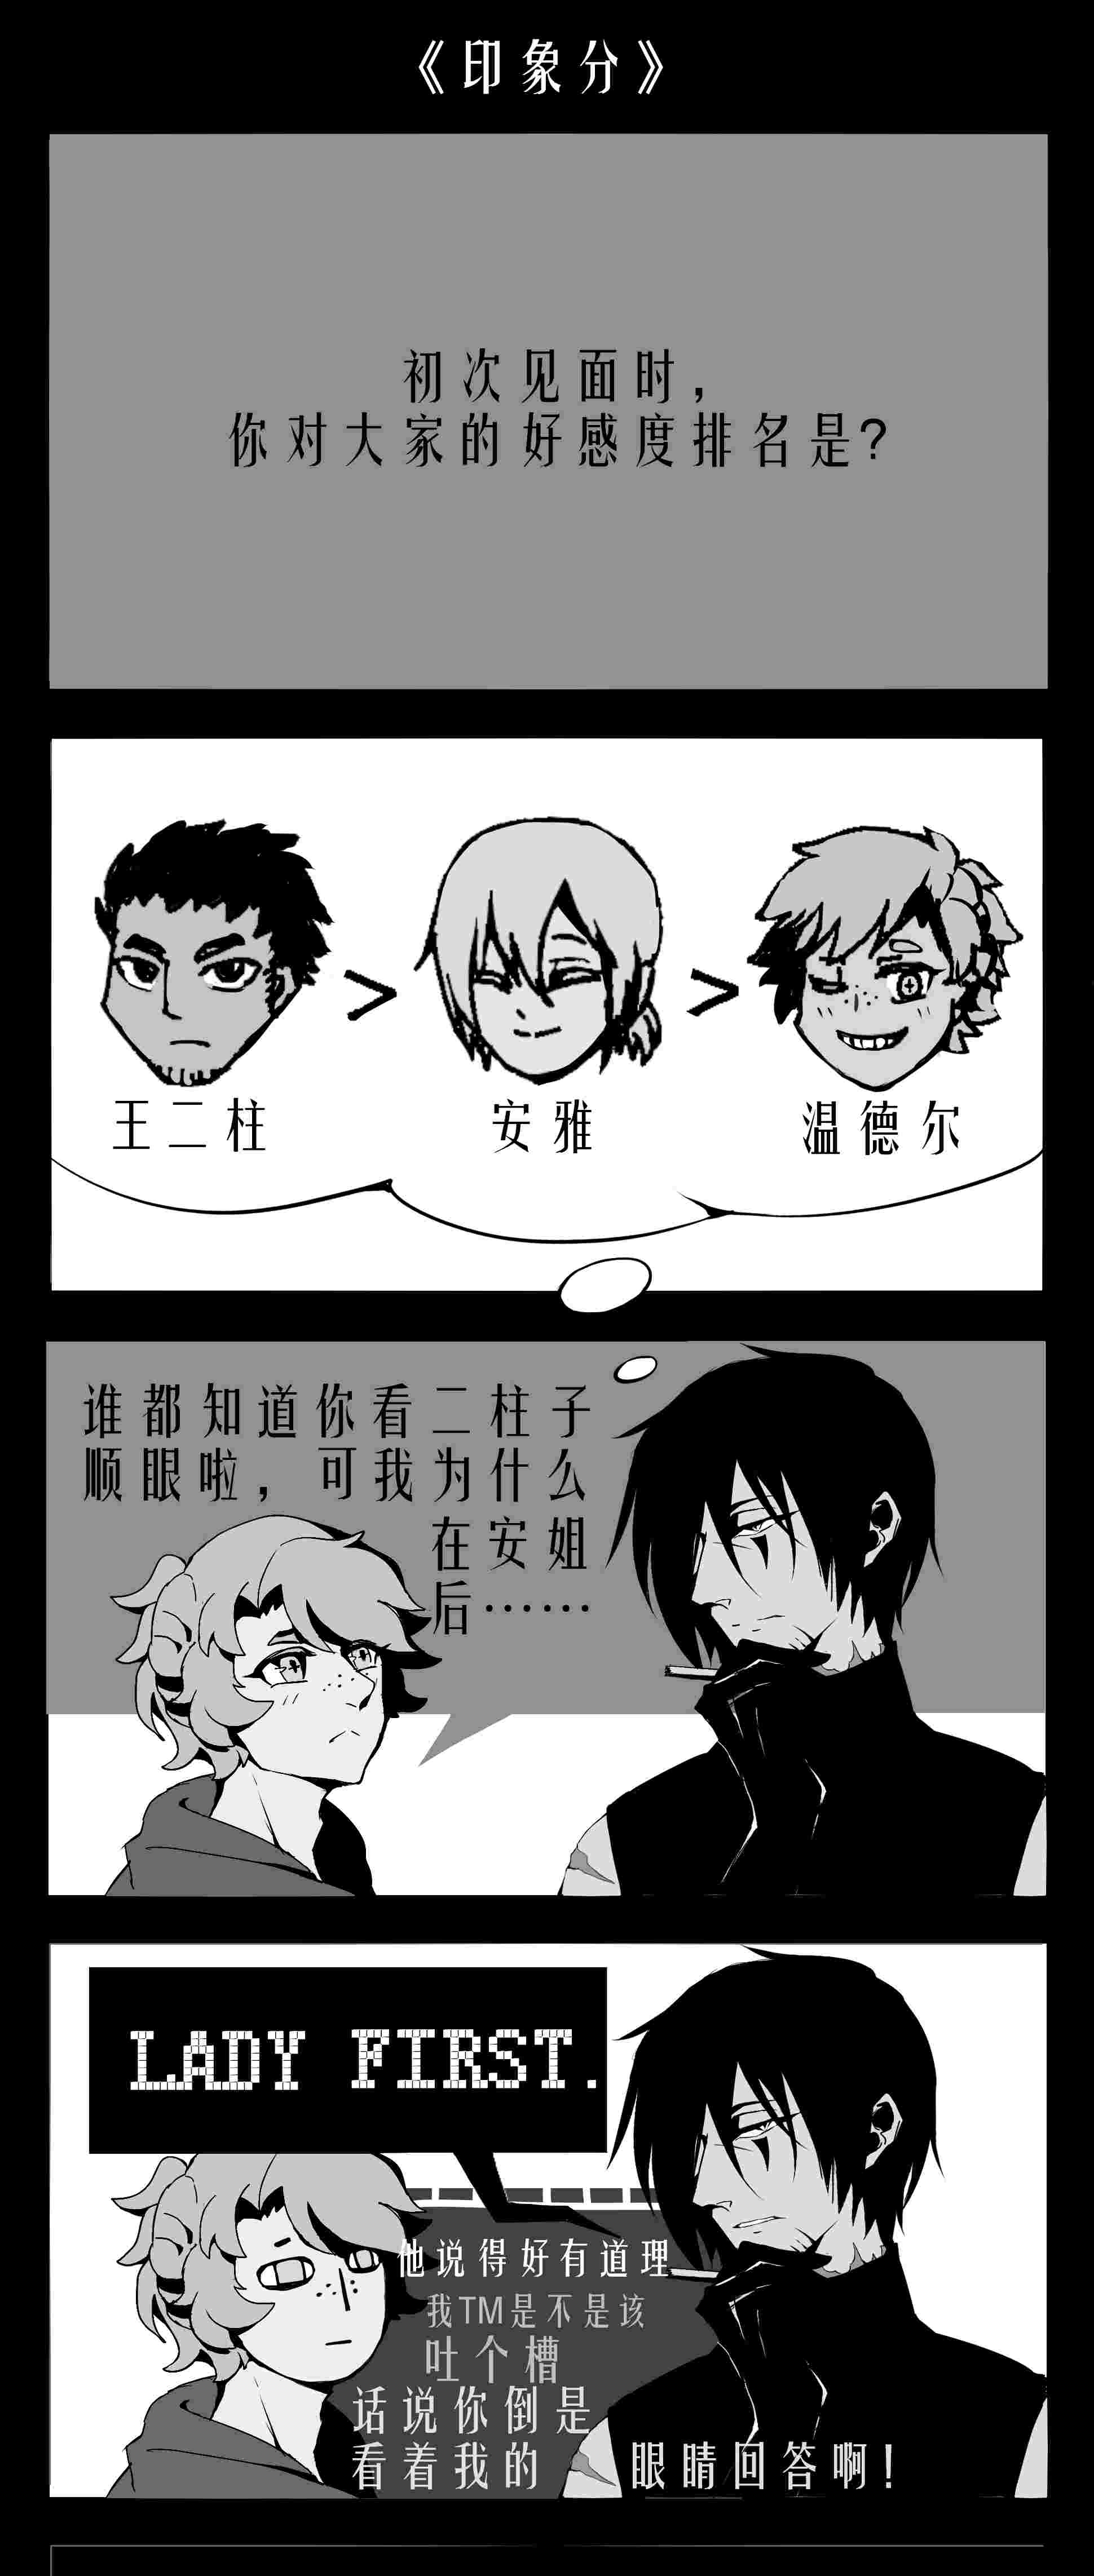 《印象分》
初次见面时，
你对大家的好感度排名是？
王二柱 > 安雅 > 温德尔
谁都知道你看二柱子
顺眼啦，可我为什么
在安姐
后……
LADY FIRST.
他说得好有道理
我TM是不是该
吐个槽
话说你倒是
看着我的 眼睛回答啊！